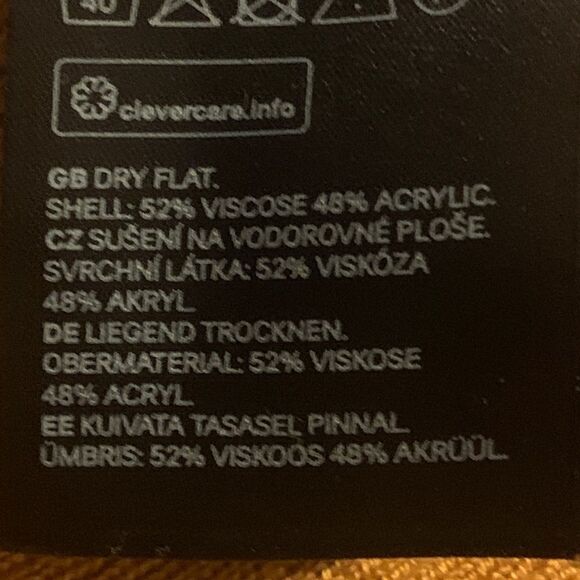 40
clevercare.info
GB DRY FLAT.
SHELL: 52% VISCOSE 48% ACRYLIC.
CZ SUŠENÍ NA VODOROVNÉ PLOŠE.
SVRCHNÍ LÁTKA: 52% VISKÓZA
48% AKRYL
DE LIEGEND TROCKNEN.
OBERMATERIAL: 52% VISKOSE
48% ACRYL
EE KUIVATA TASASEL PINNAL
ÜMBRIS: 52% VISKOOS 48% AKRÜÜL.